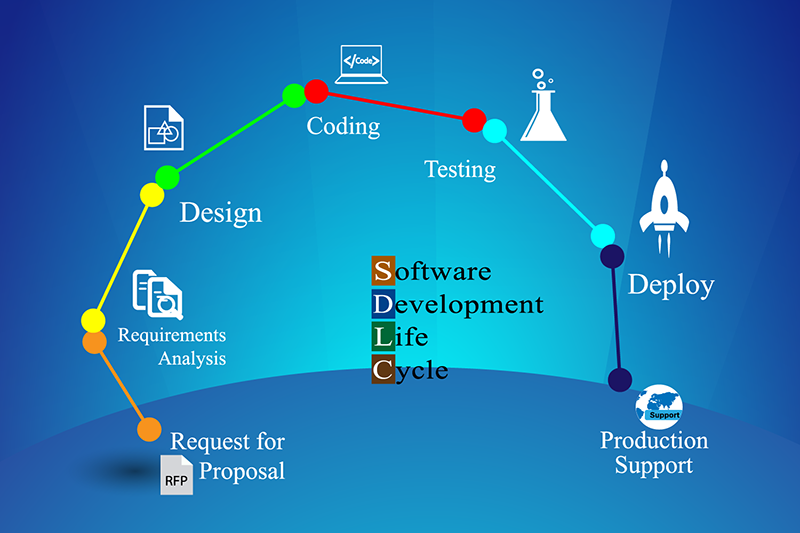 </Code>
Coding
Testing
Design
Deploy
Requirements
Analysis
Software
Development
Life
Cycle
Request for
Proposal
RFP
Support
Production
Support